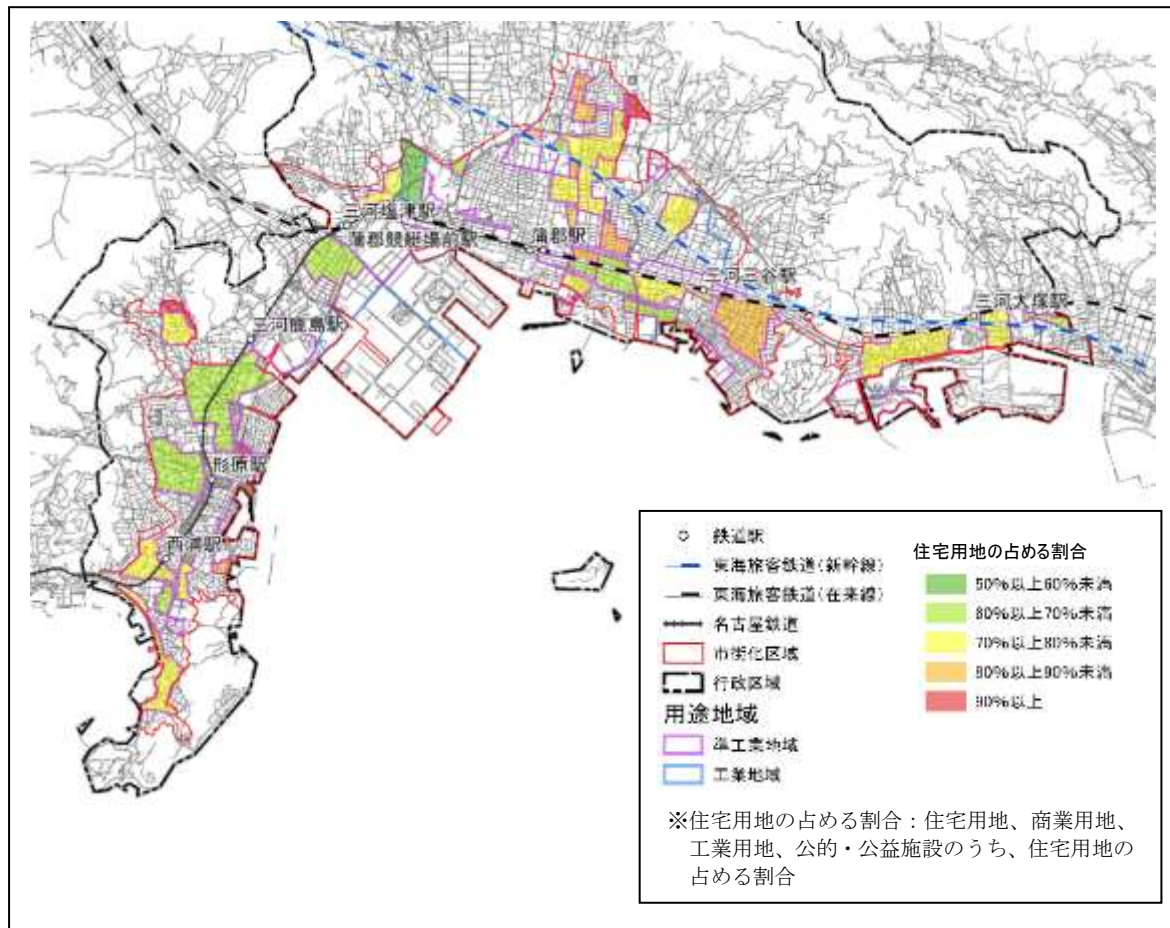 三河塩津駅
蒲郡競艇場前駅
蒲郡駅
三河三谷駅
三河大塚駅
三河鹿島駅
形原駅
西浦駅
鉄道駅
東海旅客鉄道(新幹線)
東海旅客鉄道(在来線)
名古屋鉄道
市街化区域
行政区域
用途地域
準工業地域
工業地域
住宅用地の占める割合
50%以上60%未満
60%以上70%未満
70%以上80%未満
80%以上90%未満
90%以上
※住宅用地の占める割合：住宅用地、商業用地、
工業用地、公的・公益施設のうち、住宅用地の
占める割合